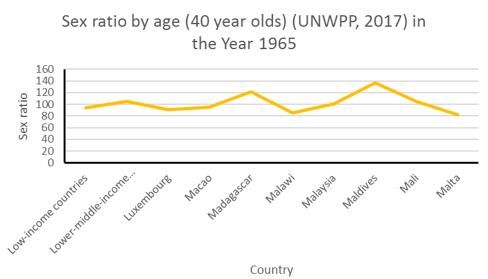 Sex ratio by age (40 year olds) (UNWPP, 2017) in
the Year 1965
160
140
120
100
80
60
40
20
0
Sex ratio
Low-income countries
Lower-middle-income...
Luxembourg
Macao
Madagascar
Malawi
Malaysia
Maldives
Mali
Malta
Country